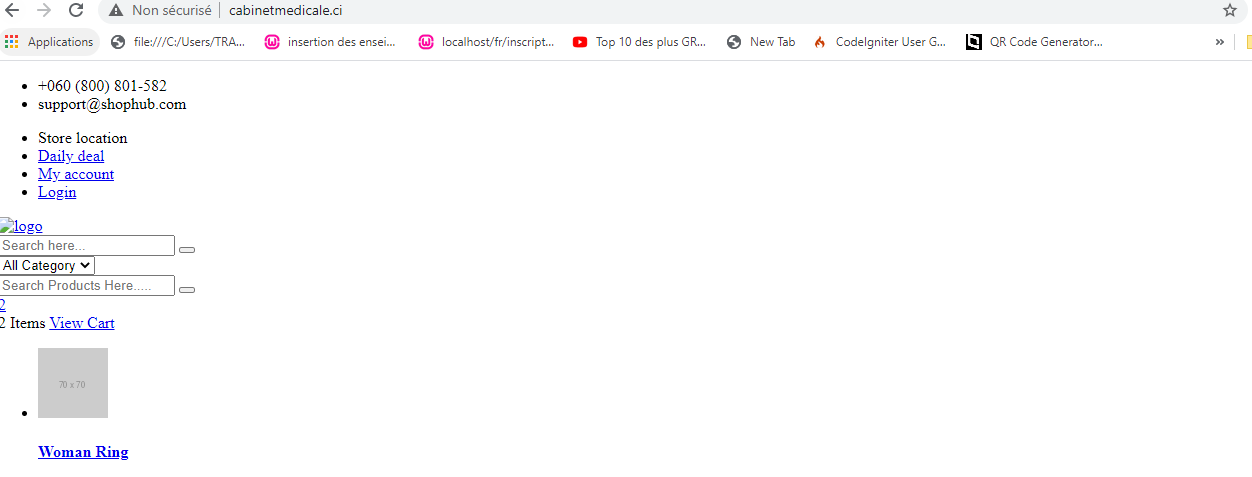 Non sécurisé | cabinetmedicale.ci
Applications file:///C:/Users/TRA... insertion des ensei... localhost/fr/inscript... Top 10 des plus GR... New Tab CodeIgniter User G... QR Code Generator... »
+060 (800) 801-582
support@shophub.com
Store location
Daily deal
My account
Login
logo
Search here...
All Category
Search Products Here.....
2
2 Items View Cart
70 x 70
Woman Ring